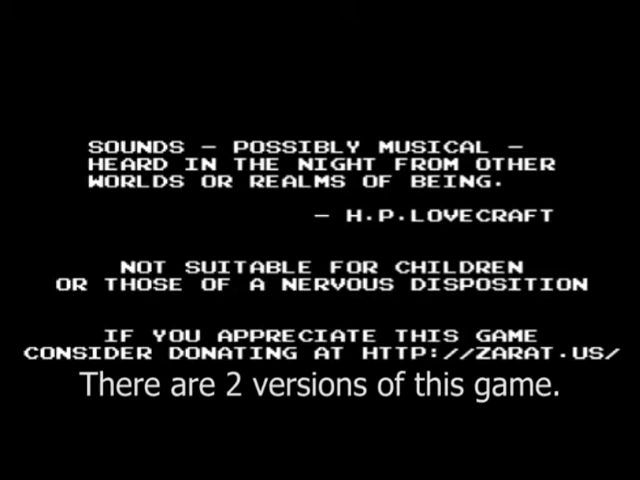 SOUNDS – POSSIBLY MUSICAL –
HEARD IN THE NIGHT FROM OTHER
WORLDS OR REALMS OF BEING.
– H.P.LOVECRAFT
NOT SUITABLE FOR CHILDREN
OR THOSE OF A NERVOUS DISPOSITION
IF YOU APPRECIATE THIS GAME
CONSIDER DONATING AT HTTP://ZARAT.US/
There are 2 versions of this game.